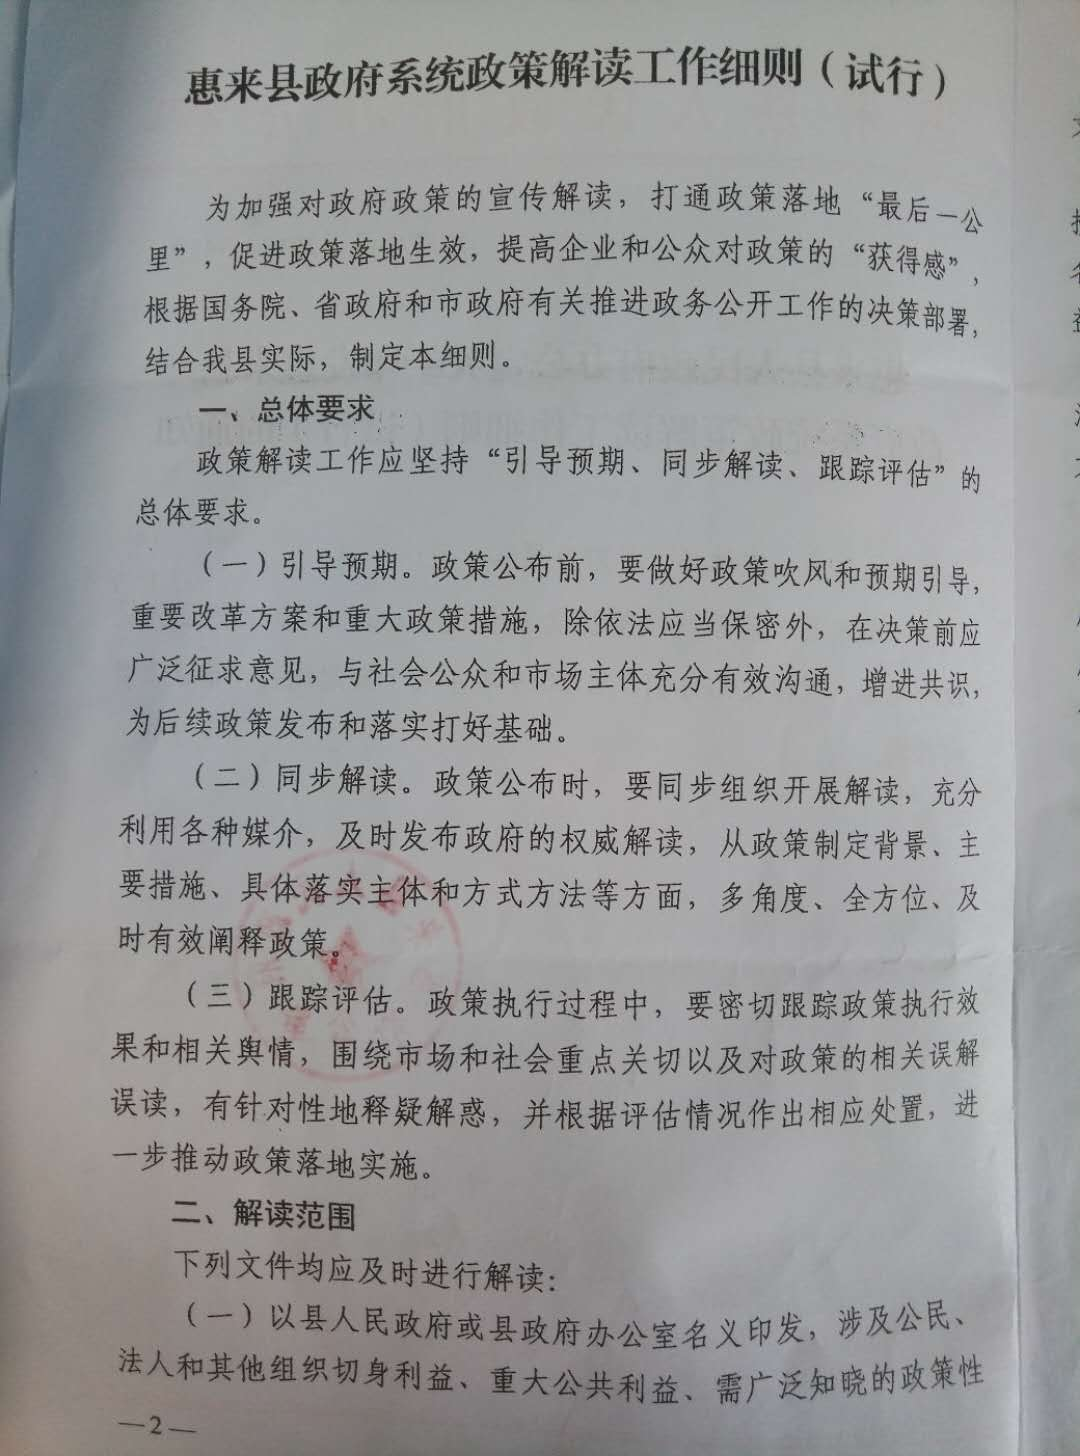 惠来县政府系统政策解读工作细则（试行）
为加强对政府政策的宣传解读，打通政策落地“最后一公
里”，促进政策落地生效，提高企业和公众对政策的“获得感”，
根据国务院、省政府和市政府有关推进政务公开工作的决策部署，
结合我县实际，制定本细则。
一、总体要求
政策解读工作应坚持“引导预期、同步解读、跟踪评估”的
总体要求。
（一）引导预期。政策公布前，要做好政策吹风和预期引导，
重要改革方案和重大政策措施，除依法应当保密外，在决策前应
广泛征求意见，与社会公众和市场主体充分有效沟通，增进共识，
为后续政策发布和落实打好基础。
（二）同步解读。政策公布时，要同步组织开展解读，充分
利用各种媒介，及时发布政府的权威解读，从政策制定背景、主
要措施、具体落实主体和方式方法等方面，多角度、全方位、及
时有效阐释政策。
（三）跟踪评估。政策执行过程中，要密切跟踪政策执行效
果和相关舆情，围绕市场和社会重点关切以及对政策的相关误解
误读，有针对性地释疑解惑，并根据评估情况作出相应处置，进
一步推动政策落地实施。
二、解读范围
下列文件均应及时进行解读：
（一）以县人民政府或县政府办公室名义印发，涉及公民、
法人和其他组织切身利益、重大公共利益、需广泛知晓的政策性
—2—